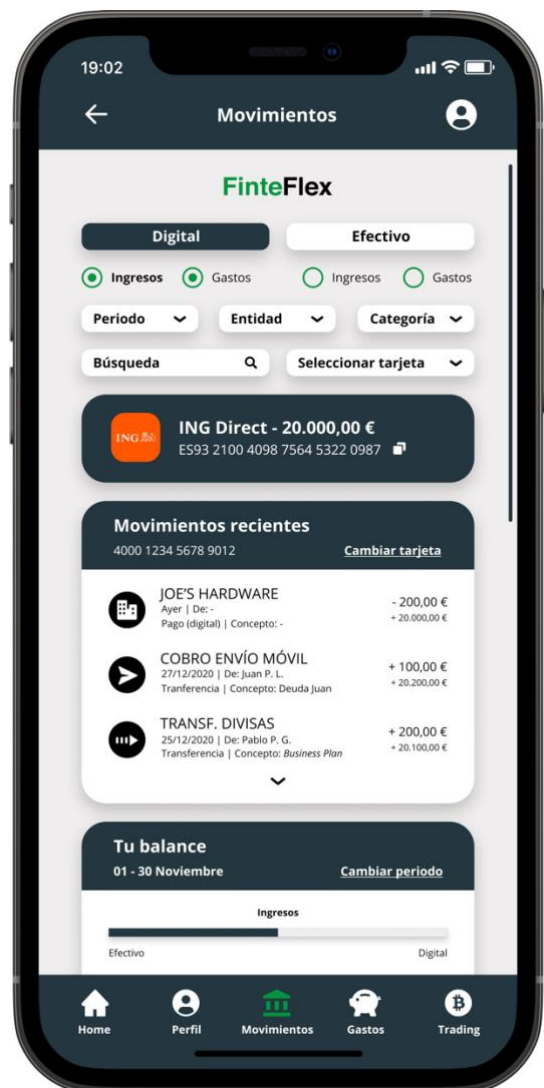 19:02
Movimientos
FinteFlex
Digital Efectivo
Ingresos Gastos Ingresos Gastos
Periodo Entidad Categoría
Búsqueda Seleccionar tarjeta
ING
ING Direct - 20.000,00 €
ES93 2100 4098 7564 5322 0987
Movimientos recientes
4000 1234 5678 9012 Cambiar tarjeta
JOE'S HARDWARE
Ayer | De: -
Pago (digital) | Concepto: -
- 200,00 €
+ 20.000,00 €
COBRO ENVÍO MÓVIL
27/12/2020 | De: Juan P. L.
Tranferencia | Concepto: Deuda Juan
+ 100,00 €
+ 20.200,00 €
TRANSF. DIVISAS
25/12/2020 | De: Pablo P. G.
Transferencia | Concepto: Business Plan
+ 200,00 €
+ 20.100,00 €
Tu balance
01 - 30 Noviembre Cambiar periodo
Ingresos
Efectivo Digital
Home Perfil Movimientos Gastos Trading